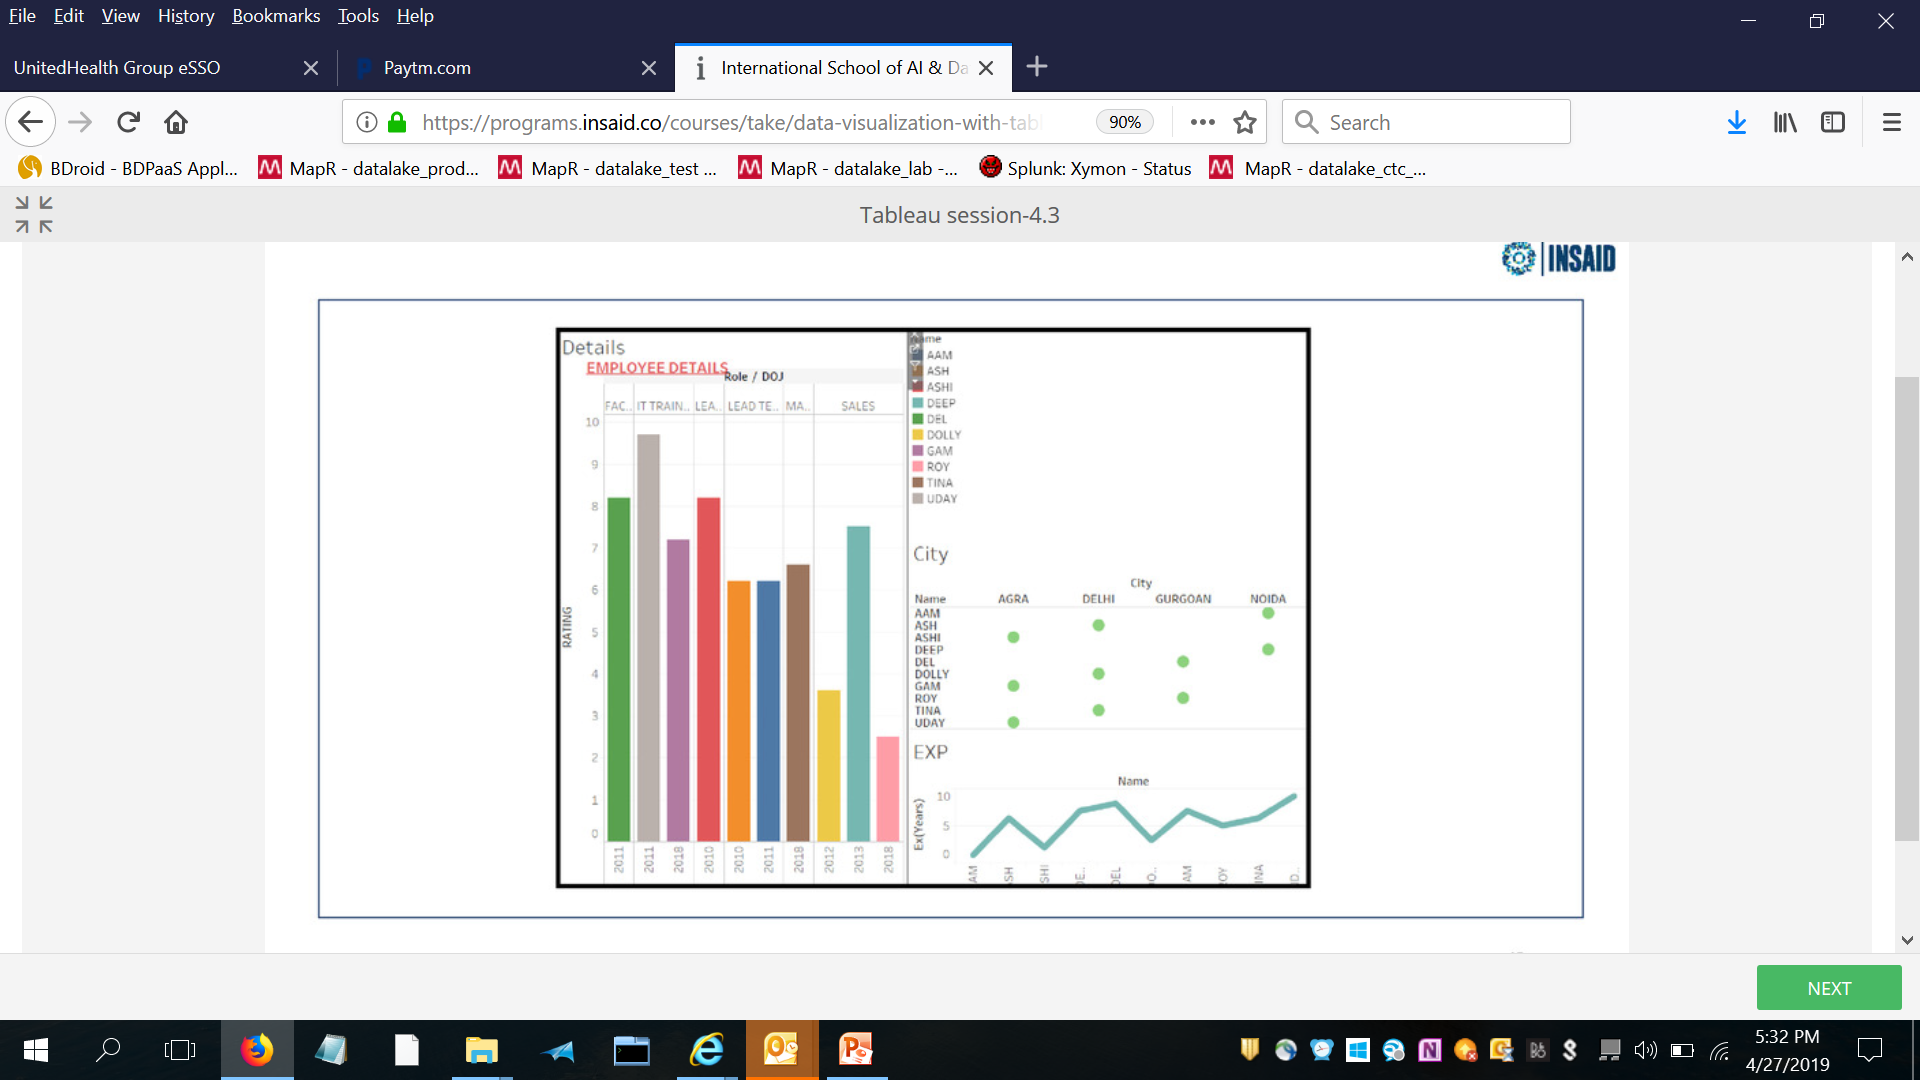 File Edit View History Bookmarks Tools Help
UnitedHealth Group eSSO
Paytm.com
International School of AI & Da
https://programs.insaid.co/courses/take/data-visualization-with-tabl
90%
Search
BDroid - BDPaaS Appl...
MapR - datalake_prod...
MapR - datalake_test ...
MapR - datalake_lab -...
Splunk: Xymon - Status
MapR - datalake_ctc_...
Tableau session-4.3
INSAID
Details
EMPLOYEE DETAILS
Role / DOJ
FAC.. IT TRAIN.. LEA.. LEAD TE.. MA.. SALES
10
9
8
7
6
5
4
3
2
1
0
RATING
2011 2011 2018 2010 2010 2011 2018 2012 2013 2018
AAM
ASH
ASHI
DEEP
DEL
DOLLY
GAM
ROY
TINA
UDAY
City
City
Name AGRA DELHI GURGOAN NOIDA
AAM
ASH
ASHI
DEEP
DEL
DOLLY
GAM
ROY
TINA
UDAY
EXP
Name
Ex(Years)
10
5
0
NEXT
5:32 PM
4/27/2019